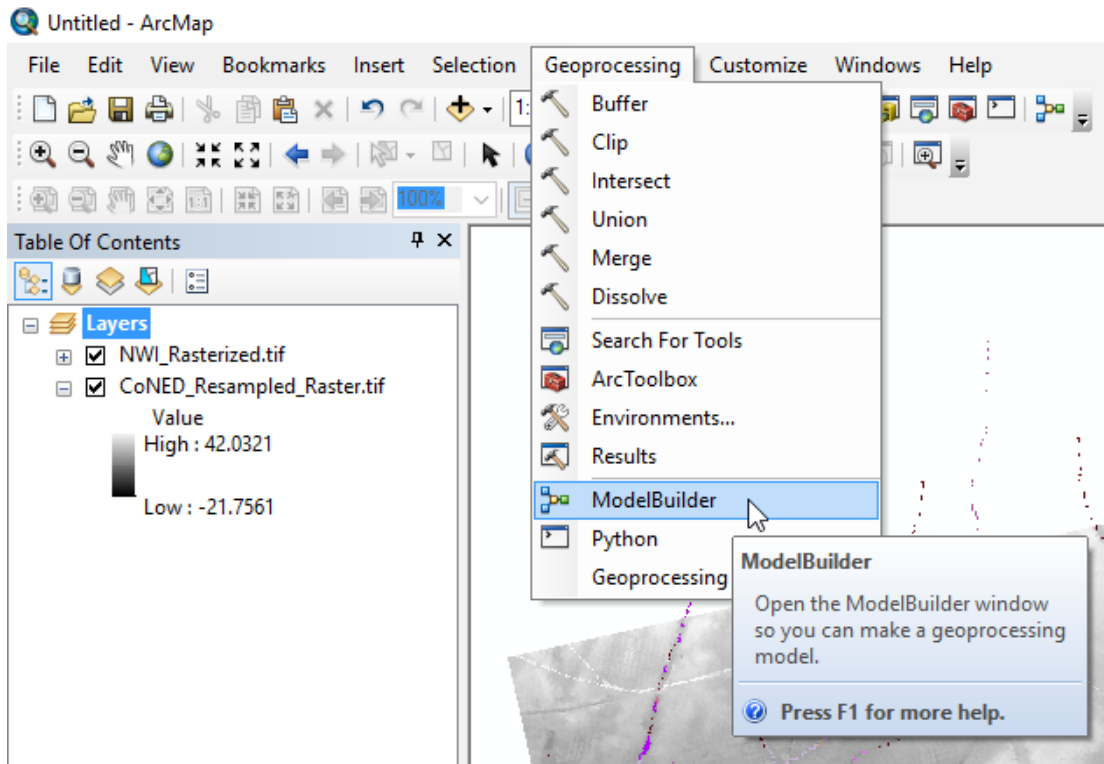 Untitled - ArcMap
File Edit View Bookmarks Insert Selection Geoprocessing Customize Windows Help
1:
100%
Table Of Contents
Layers
NWI_Rasterized.tif
CoNED_Resampled_Raster.tif
Value
High : 42.0321
Low : -21.7561
Buffer
Clip
Intersect
Union
Merge
Dissolve
Search For Tools
ArcToolbox
Environments...
Results
ModelBuilder
Python
Geoprocessing
ModelBuilder
Open the ModelBuilder window
so you can make a geoprocessing
model.
Press F1 for more help.